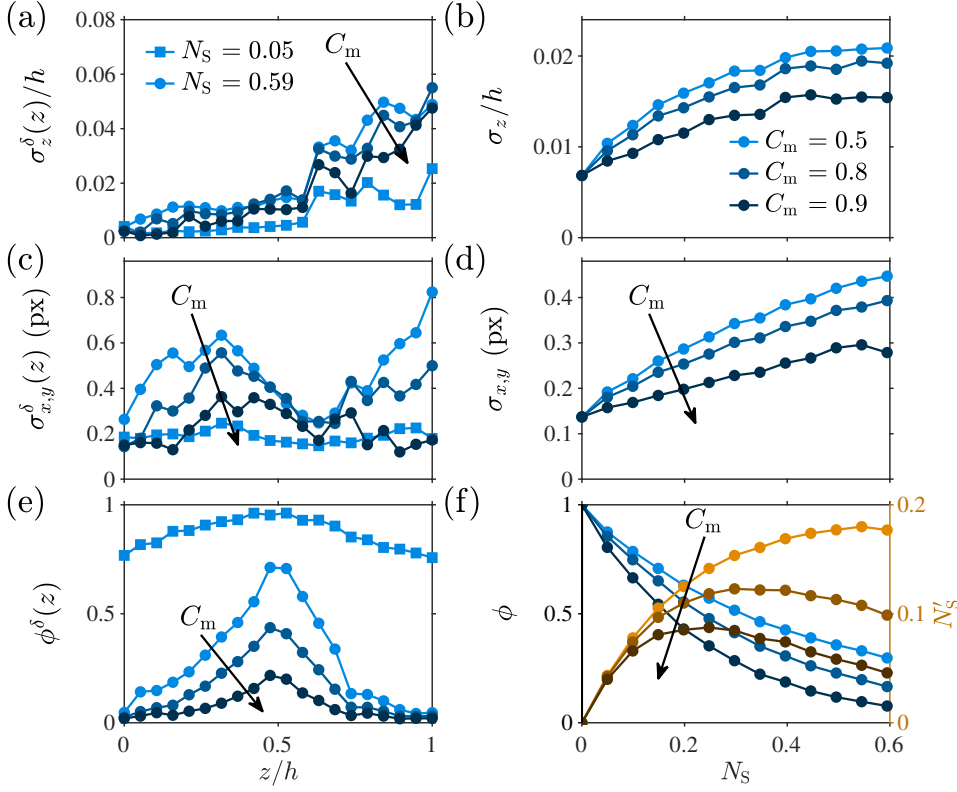 (a)
σ_z^δ(z)/h
0.08
0.06
0.04
0.02
0
N_S = 0.05
N_S = 0.59
C_m
(b)
σ_z/h
0.02
0.01
0
C_m = 0.5
C_m = 0.8
C_m = 0.9
(c)
σ_{x,y}^δ(z) (px)
0.8
0.6
0.4
0.2
0
C_m
(d)
σ_{x,y} (px)
0.4
0.3
0.2
0.1
0
C_m
(e)
ϕ^δ(z)
1
0.5
0
C_m
0 0.5 1
z/h
(f)
ϕ
1
0.5
0
C_m
0.2
0.1
0
N'_S
0 0.2 0.4 0.6
N_S